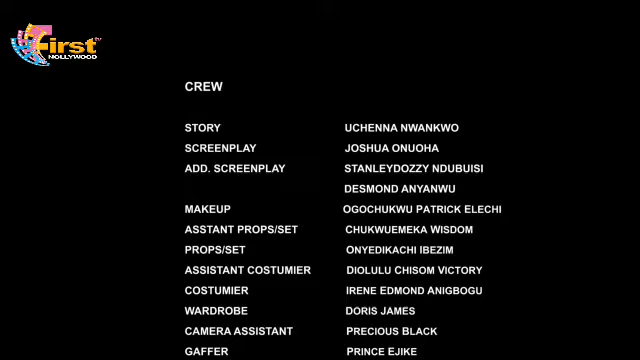 First TV
NOLLYWOOD
CREW
STORY UCHENNA NWANKWO
SCREENPLAY JOSHUA ONUOHA
ADD. SCREENPLAY STANLEYDOZZY NDUBUISI
DESMOND ANYANWU
MAKEUP OGOCHUKWU PATRICK ELECHI
ASSTANT PROPS/SET CHUKWUEMEKA WISDOM
PROPS/SET ONYEDIKACHI IBEZIM
ASSISTANT COSTUMIER DIOLULU CHISOM VICTORY
COSTUMIER IRENE EDMOND ANIGBOGU
WARDROBE DORIS JAMES
CAMERA ASSISTANT PRECIOUS BLACK
GAFFER PRINCE EJIKE